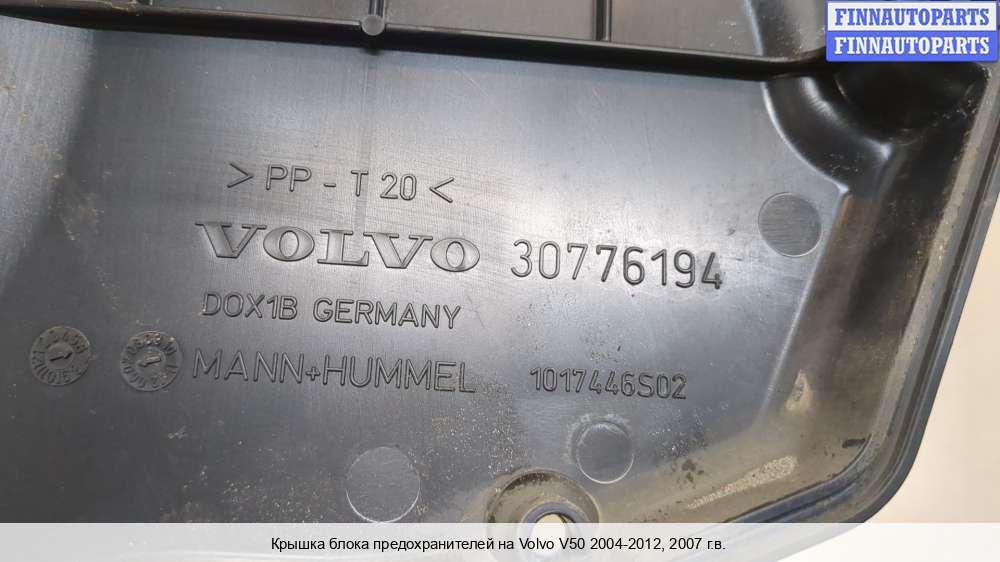 FINNAUTOPARTS
FINNAUTOPARTS
> PP - T 20 <
VOLVO 30776194
DOX1B GERMANY
MANN+HUMMEL 1017446S02
Крышка блока предохранителей на Volvo V50 2004-2012, 2007 г.в.